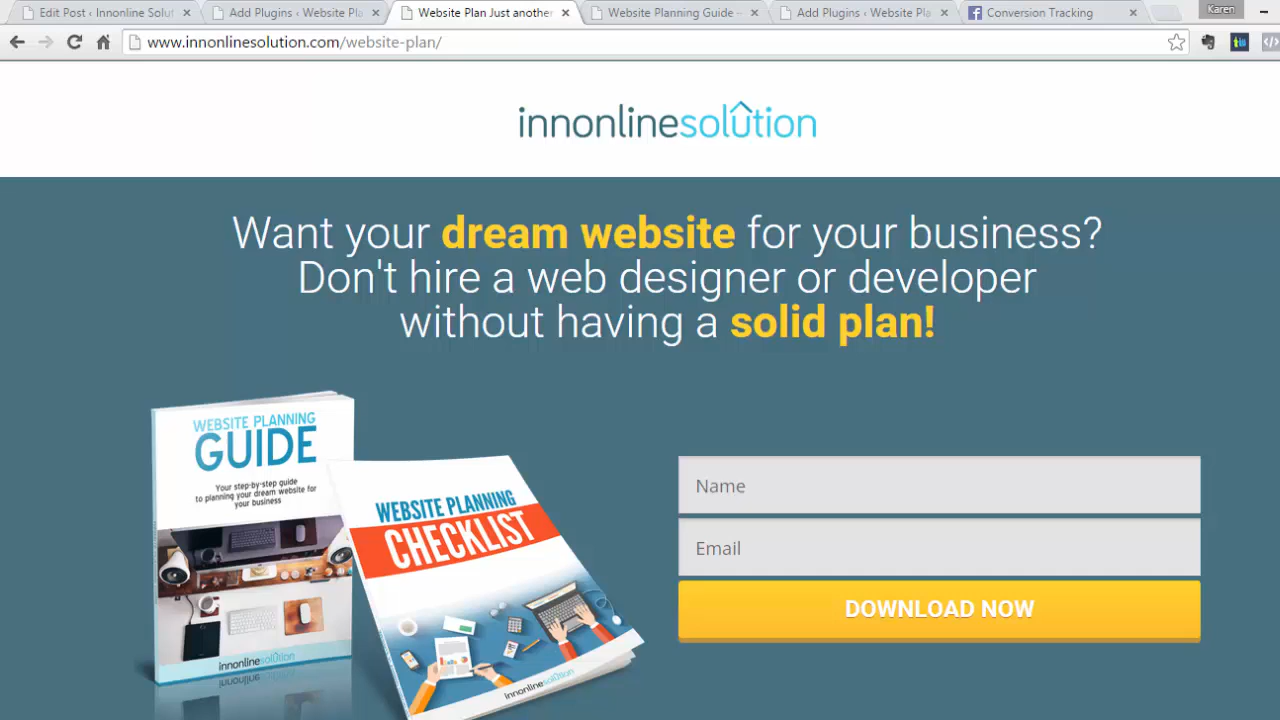 Edit Post ‹ Innonline Solut
Add Plugins ‹ Website Pla
Website Plan Just another
Website Planning Guide –
Add Plugins ‹ Website Pla
Conversion Tracking
Karen
www.innonlinesolution.com/website-plan/
innonlinesolution
Want your dream website for your business?
Don't hire a web designer or developer
without having a solid plan!
WEBSITE PLANNING
GUIDE
Your step-by-step guide
to planning your dream website for
your business
innonlinesolution
WEBSITE PLANNING
CHECKLIST
innonlinesolution
Name
Email
DOWNLOAD NOW